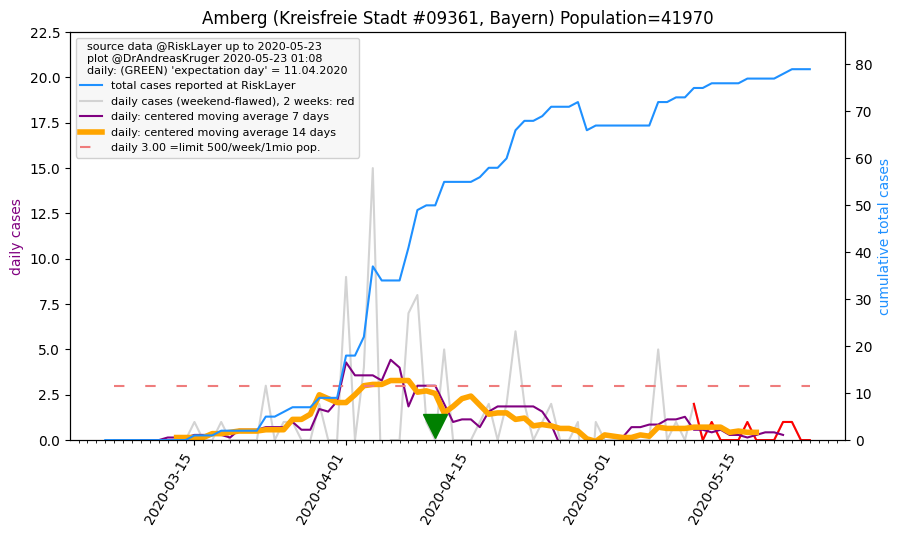 Amberg (Kreisfreie Stadt #09361, Bayern) Population=41970
source data @RiskLayer up to 2020-05-23
plot @DrAndreasKruger 2020-05-23 01:08
daily: (GREEN) 'expectation day' = 11.04.2020
total cases reported at RiskLayer
daily cases (weekend-flawed), 2 weeks: red
daily: centered moving average 7 days
daily: centered moving average 14 days
daily 3.00 =limit 500/week/1mio pop.
daily cases
22.5
20.0
17.5
15.0
12.5
10.0
7.5
5.0
2.5
0.0
80
70
60
50
40
30
20
10
0
cumulative total cases
2020-03-15
2020-04-01
2020-04-15
2020-05-01
2020-05-15